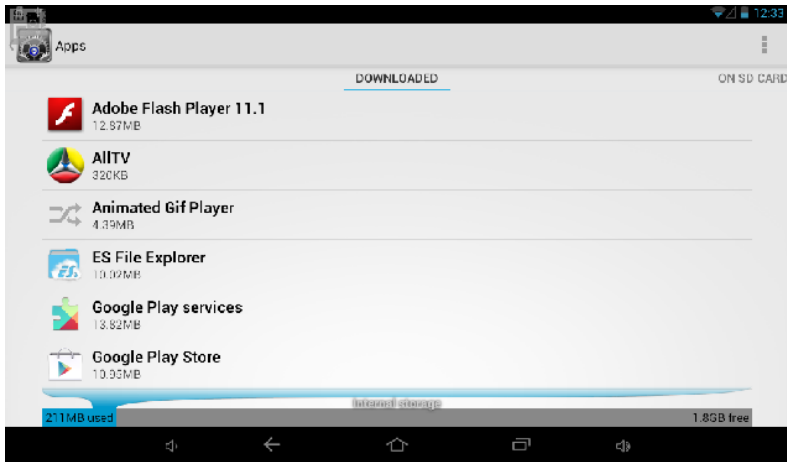 12:33
Apps
DOWNLOADED
ON SD CARD
Adobe Flash Player 11.1
12.87MB
AllTV
320KB
Animated Gif Player
4.39MB
ES File Explorer
10.02MB
Google Play services
13.82MB
Google Play Store
10.95MB
Internal storage
211MB used
1.8GB free